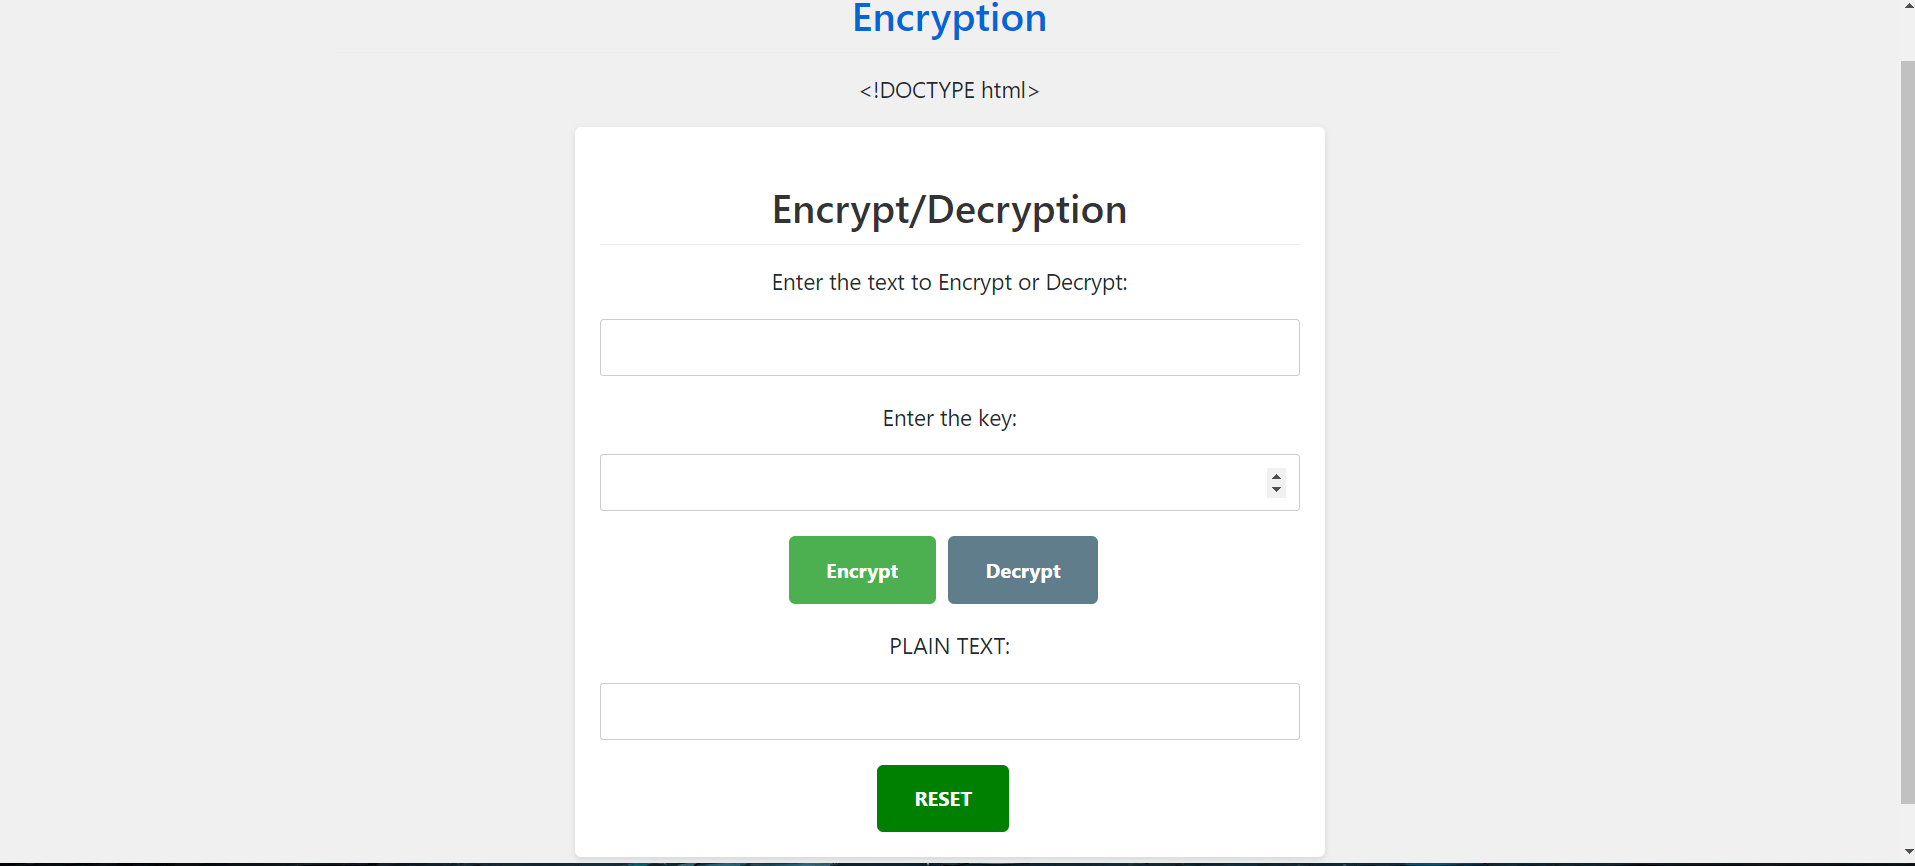 Encryption
<!DOCTYPE html>
Encrypt/Decryption
Enter the text to Encrypt or Decrypt:
Enter the key:
Encrypt Decrypt
PLAIN TEXT:
RESET